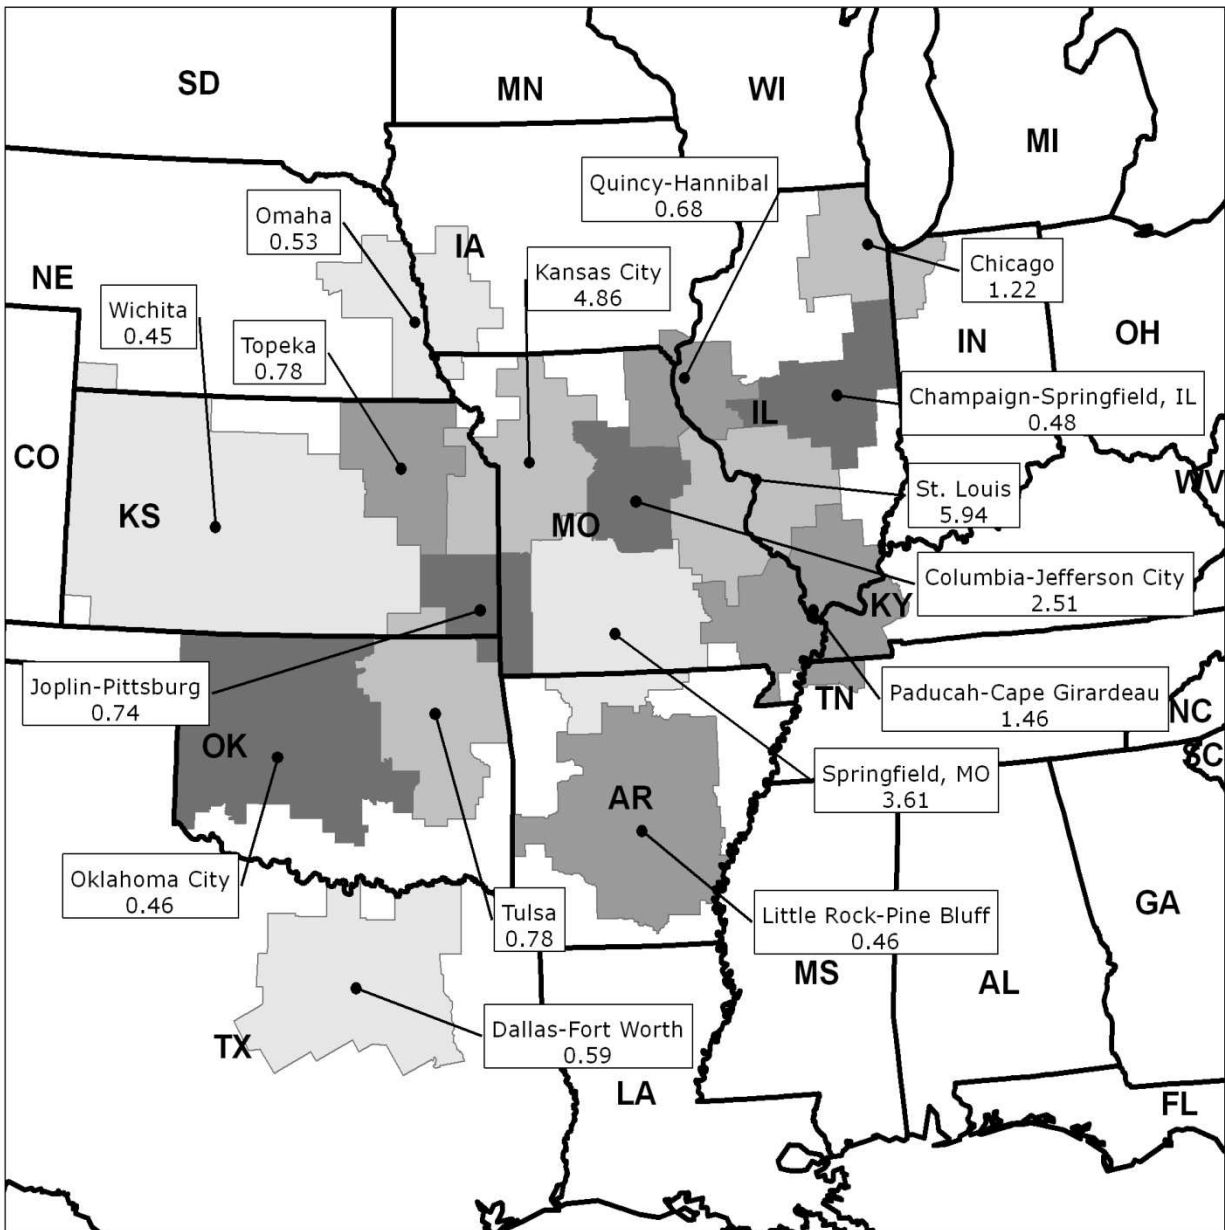 SD
MN
WI
MI
Quincy-Hannibal
0.68
Omaha
0.53
IA
Kansas City
4.86
Chicago
1.22
NE
Wichita
0.45
Topeka
0.78
IN
OH
Champaign-Springfield, IL
0.48
IL
CO
WV
St. Louis
5.94
KS
MO
Columbia-Jefferson City
2.51
KY
Joplin-Pittsburg
0.74
TN
Paducah-Cape Girardeau
1.46
NC
SC
OK
Springfield, MO
3.61
AR
Oklahoma City
0.46
Tulsa
0.78
Little Rock-Pine Bluff
0.46
GA
MS
AL
Dallas-Fort Worth
0.59
TX
LA
FL